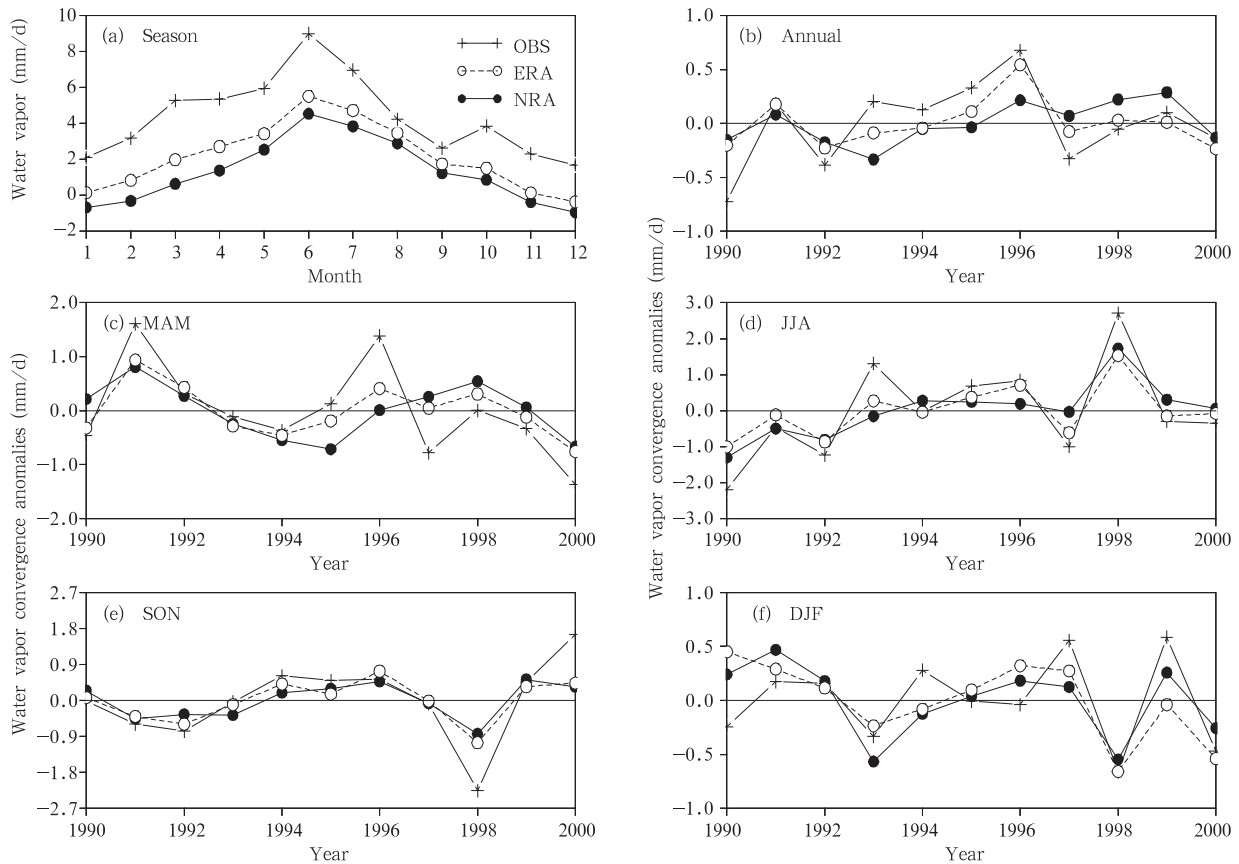 (a) Season
Water vapor (mm/d)
10
8
6
4
2
0
−2
OBS
ERA
NRA
1 2 3 4 5 6 7 8 9 10 11 12
Month
(b) Annual
1.0
0.5
0.0
−0.5
−1.0
1990 1992 1994 1996 1998 2000
Year
Water vapor convergence anomalies (mm/d)
(c) MAM
2.0
1.0
0.0
−1.0
−2.0
1990 1992 1994 1996 1998 2000
Year
Water vapor convergence anomalies (mm/d)
(d) JJA
3.0
2.0
1.0
0.0
−1.0
−2.0
−3.0
1990 1992 1994 1996 1998 2000
Year
(e) SON
2.7
1.8
0.9
0.0
−0.9
−1.8
−2.7
1990 1992 1994 1996 1998 2000
Year
(f) DJF
1.0
0.5
0.0
−0.5
−1.0
1990 1992 1994 1996 1998 2000
Year